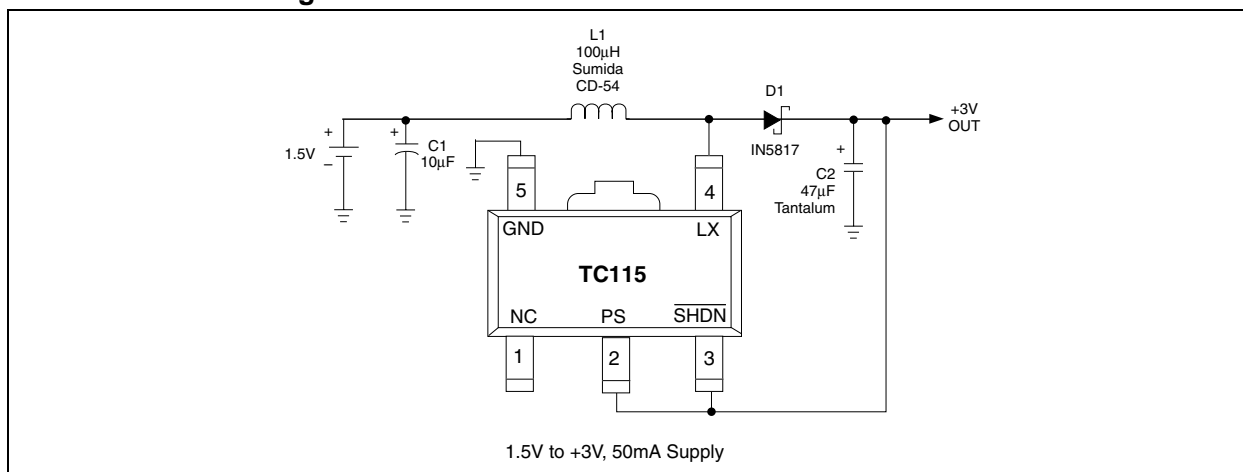 g
L1
100µH
Sumida
CD-54
D1
IN5817
+3V
OUT
+
1.5V
–
+
C1
10µF
+
C2
47µF
Tantalum
5
4
GND
LX
TC115
NC
PS
SHDN
1
2
3
1.5V to +3V, 50mA Supply